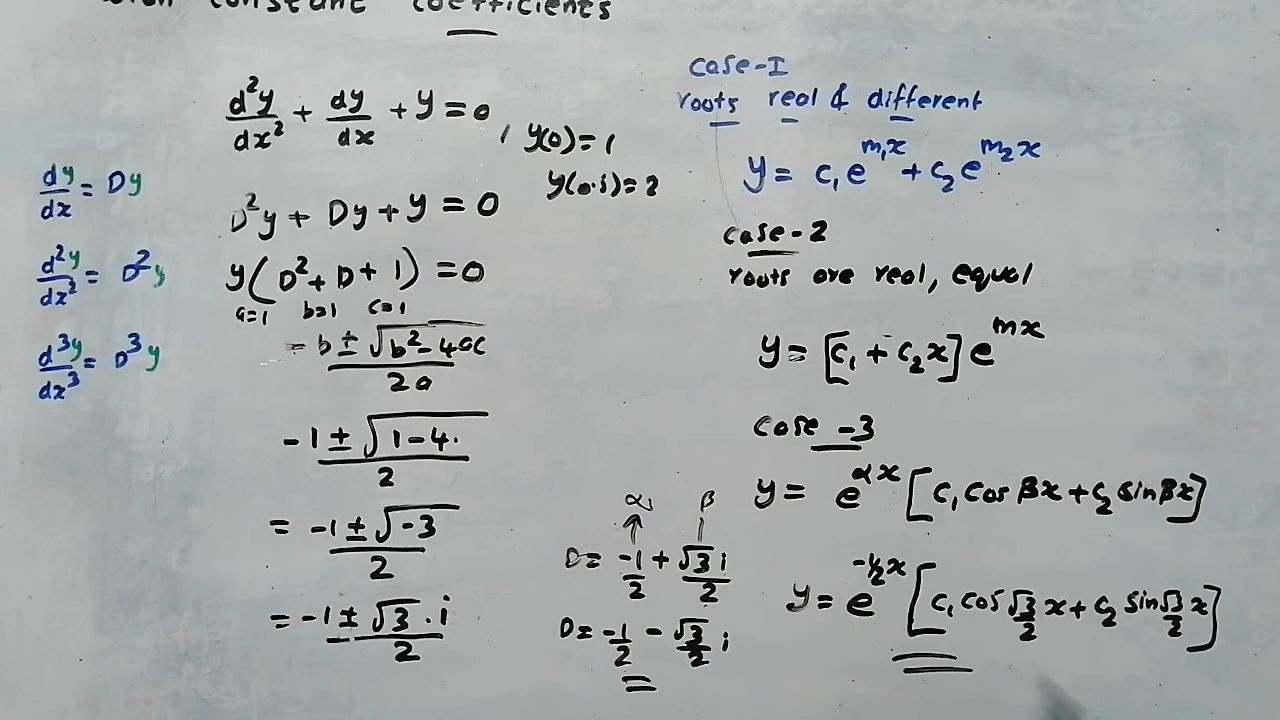 with constant coefficients
d²y/dx² + dy/dx + y = 0, y(0)=1
y(0.5)=2
dy/dx = Dy
d²y/dx² = D²y
d³y/dx³ = D³y
D²y + Dy + y = 0
y(D² + D + 1) = 0
a=1 b=1 c=1
= b ± √b²-4ac / 2a
-1 ± √1-4. / 2
= -1 ± √-3 / 2
= -1 ± √3 . i / 2
α β
D = -1/2 + √3 i/2
D = -1/2 - √3/2 i
case-I
roots real & different
y = c₁e^m₁x + c₂e^m₂x
case-2
roots are real, equal
y = [c₁ + c₂x]e^mx
case-3
y = e^αx [c₁ cos βx + c₂ sin βx]
y = e^-½x [c₁ cos √3/2 x + c₂ sin √3/2 x]